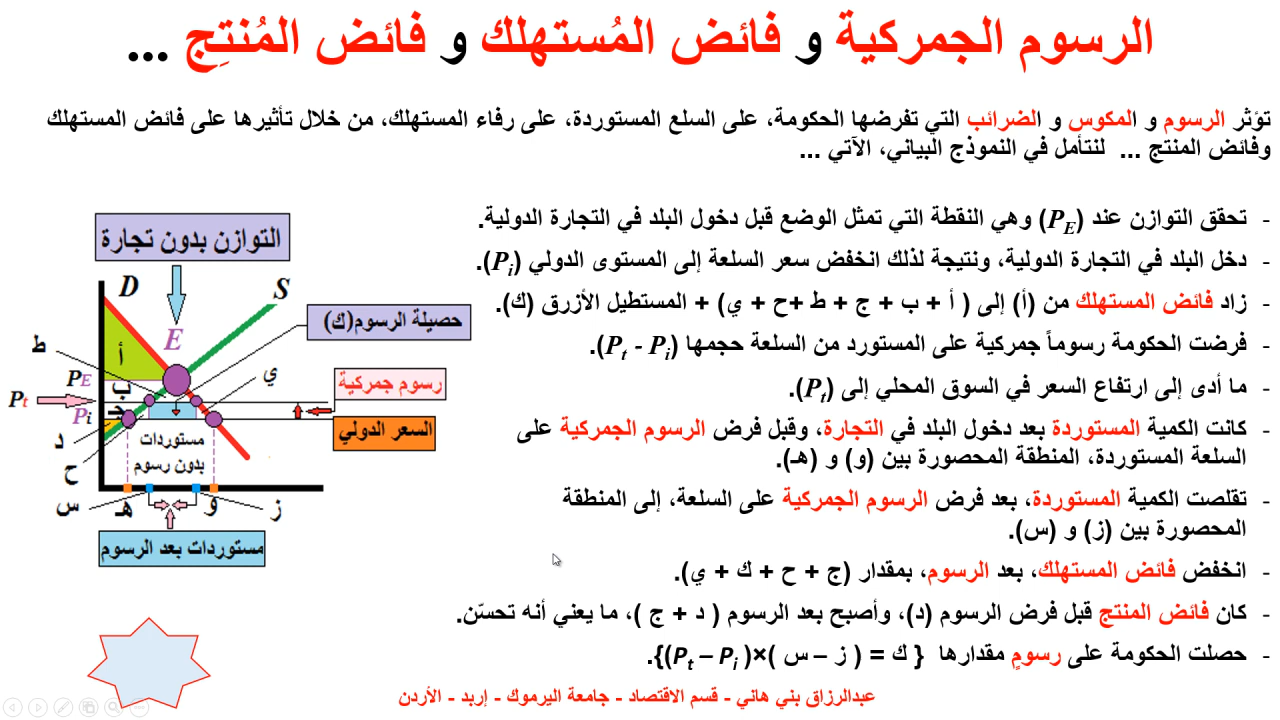 الرسوم الجمركية و فائض المُستهلك و فائض المُنتِج ...
تؤثر الرسوم و المكوس و الضرائب التي تفرضها الحكومة، على السلع المستوردة، على رفاء المستهلك، من خلال تأثيرها على فائض المستهلك
وفائض المنتج ... لنتأمل في النموذج البياني، الآتي ...
- تحقق التوازن عند (PE) وهي النقطة التي تمثل الوضع قبل دخول البلد في التجارة الدولية.
- دخل البلد في التجارة الدولية، ونتيجة لذلك انخفض سعر السلعة إلى المستوى الدولي (Pi).
- زاد فائض المستهلك من (أ) إلى ( أ + ب + ج + ط +ح + ي) + المستطيل الأزرق (ك).
- فرضت الحكومة رسوماً جمركية على المستورد من السلعة حجمها (Pt - Pi).
- ما أدى إلى ارتفاع السعر في السوق المحلي إلى (Pt).
- كانت الكمية المستوردة بعد دخول البلد في التجارة، وقبل فرض الرسوم الجمركية على
السلعة المستوردة، المنطقة المحصورة بين (و) و (هـ).
- تقلصت الكمية المستوردة، بعد فرض الرسوم الجمركية على السلعة، إلى المنطقة
المحصورة بين (ز) و (س).
- انخفض فائض المستهلك، بعد الرسوم، بمقدار (ج + ح + ك + ي).
- كان فائض المنتج قبل فرض الرسوم (د)، وأصبح بعد الرسوم ( د + ج )، ما يعني أنه تحسّن.
- حصلت الحكومة على رسومٍ مقدارها { ك = ( ز – س )×( Pt – Pi)}.
التوازن بدون تجارة
D
S
حصيلة الرسوم(ك)
E
ط
أ
ي
PE
ب
رسوم جمركية
Pt
Pi
ج
السعر الدولي
د
مستوردات
بدون رسوم
ح
س
هـ
و
ز
مستوردات بعد الرسوم
عبدالرزاق بني هاني - قسم الاقتصاد - جامعة اليرموك - إربد - الأردن